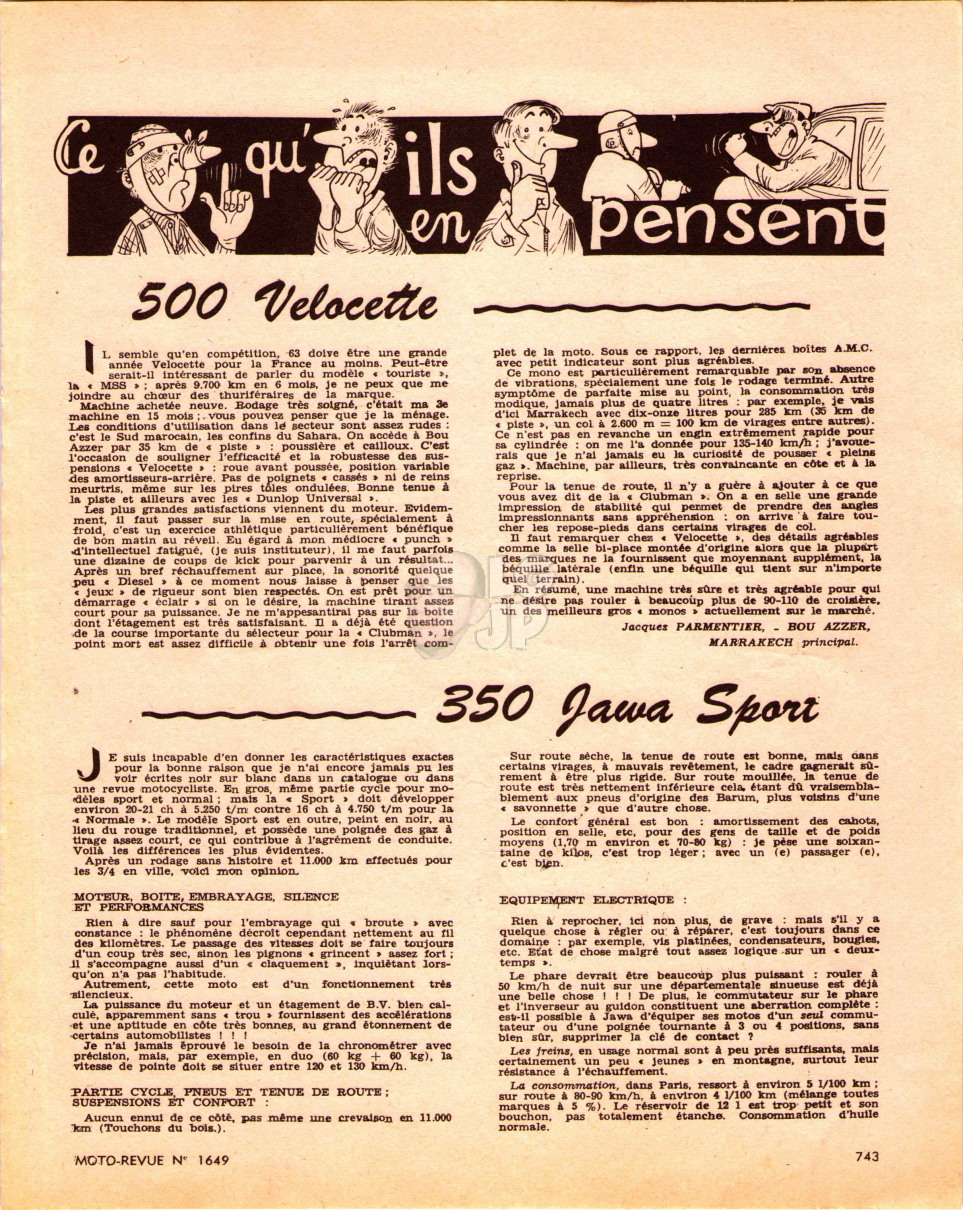 Ce qu'ils en pensent
500 Velocette
IL semble qu'en compétition, 63 doive être une grande
année Velocette pour la France au moins. Peut-être
serait-il intéressant de parler du modèle « touriste »,
la « MSS » ; après 9.700 km en 6 mois, je ne peux que me
joindre au chœur des thuriféraires de la marque.
Machine achetée neuve. Rodage très soigné, c'était ma 3e
machine en 15 mois ; vous pouvez penser que je la ménage.
Les conditions d'utilisation dans le secteur sont assez rudes :
c'est le Sud marocain, les confins du Sahara. On accède à Bou
Azzer par 35 km de « piste » : poussière et cailloux. C'est
l'occasion de souligner l'efficacité et la robustesse des sus-
pensions « Velocette » : roue avant poussée, position variable
des amortisseurs-arrière. Pas de poignets « cassés » ni de reins
meurtris, même sur les pires tôles ondulées. Bonne tenue à
la piste et ailleurs avec les « Dunlop Universal ».
Les plus grandes satisfactions viennent du moteur. Evidem-
ment, il faut passer sur la mise en route, spécialement à
froid, c'est un exercice athlétique particulièrement bénéfique
de bon matin au réveil. Eu égard à mon médiocre « punch »
d'intellectuel fatigué, (je suis instituteur), il me faut parfois
une dizaine de coups de kick pour parvenir à un résultat...
Après un bref réchauffement sur place, la sonorité quelque
peu « Diesel » à ce moment nous laisse à penser que les
« jeux » de rigueur sont bien respectés. On est prêt pour un
démarrage « éclair » si on le désire, la machine tirant assez
court pour sa puissance. Je ne m'appesantirai pas sur la boîte
dont l'étagement est très satisfaisant. Il a déjà été question
de la course importante du sélecteur pour la « Clubman », le
point mort est assez difficile à obtenir une fois l'arrêt com-
plet de la moto. Sous ce rapport, les dernières boîtes A.M.C.
avec petit indicateur sont plus agréables.
Ce mono est particulièrement remarquable par son absence
de vibrations, spécialement une fois le rodage terminé. Autre
symptôme de parfaite mise au point, la consommation très
modique, jamais plus de quatre litres : par exemple, je vais
d'ici Marrakech avec dix-onze litres pour 285 km (35 km de
« piste », un col à 2.600 m = 100 km de virages entre autres).
Ce n'est pas en revanche un engin extrêmement rapide pour
sa cylindrée : on me l'a donnée pour 135-140 km/h ; j'avoue-
rais que je n'ai jamais eu la curiosité de pousser « pleins
gaz ». Machine, par ailleurs, très convaincante en côte et à la
reprise.
Pour la tenue de route, il n'y a guère à ajouter à ce que
vous avez dit de la « Clubman ». On a en selle une grande
impression de stabilité qui permet de prendre des angles
impressionnants sans appréhension : on arrive à faire tou-
cher les repose-pieds dans certains virages de col.
Il faut remarquer chez « Velocette », des détails agréables
comme la selle bi-place montée d'origine alors que la plupart
des marques ne la fournissent que moyennant supplément, la
béquille latérale (enfin une béquille qui tient sur n'importe
quel terrain).
En résumé, une machine très sûre et très agréable pour qui
ne désire pas rouler à beaucoup plus de 90-110 de croisière,
un des meilleurs gros « monos » actuellement sur le marché.
Jacques PARMENTIER, - BOU AZZER,
MARRAKECH principal.
350 Jawa Sport
JE suis incapable d'en donner les caractéristiques exactes
pour la bonne raison que je n'ai encore jamais pu les
voir écrites noir sur blanc dans un catalogue ou dans
une revue motocycliste. En gros, même partie cycle pour mo-
dèles sport et normal ; mais la « Sport » doit développer
environ 20-21 ch à 5.250 t/m contre 16 ch à 4.750 t/m pour la
« Normale ». Le modèle Sport est en outre, peint en noir, au
lieu du rouge traditionnel, et possède une poignée des gaz à
tirage assez court, ce qui contribue à l'agrément de conduite.
Voilà les différences les plus évidentes.
Après un rodage sans histoire et 11.000 km effectués pour
les 3/4 en ville, voici mon opinion.
MOTEUR, BOITE, EMBRAYAGE, SILENCE
ET PERFORMANCES
Rien à dire sauf pour l'embrayage qui « broute » avec
constance : le phénomène décroît cependant nettement au fil
des kilomètres. Le passage des vitesses doit se faire toujours
d'un coup très sec, sinon les pignons « grincent » assez fort ;
il s'accompagne aussi d'un « claquement », inquiétant lors-
qu'on n'a pas l'habitude.
Autrement, cette moto est d'un fonctionnement très
silencieux.
La puissance du moteur et un étagement de B.V. bien cal-
culé, apparemment sans « trou » fournissent des accélérations
et une aptitude en côte très bonnes, au grand étonnement de
certains automobilistes ! ! !
Je n'ai jamais éprouvé le besoin de la chronométrer avec
précision, mais, par exemple, en duo (60 kg + 60 kg), la
vitesse de pointe doit se situer entre 120 et 130 km/h.
PARTIE CYCLE, PNEUS ET TENUE DE ROUTE ;
SUSPENSIONS ET CONFORT :
Aucun ennui de ce côté, pas même une crevaison en 11.000
km (Touchons du bois.).
Sur route sèche, la tenue de route est bonne, mais dans
certains virages, à mauvais revêtement, le cadre gagnerait sû-
rement à être plus rigide. Sur route mouillée, la tenue de
route est très nettement inférieure cela étant dû vraisembla-
blement aux pneus d'origine des Barum, plus voisins d'une
« savonnette » que d'autre chose.
Le confort général est bon : amortissement des cahots,
position en selle, etc, pour des gens de taille et de poids
moyens (1,70 m environ et 70-80 kg) : je pèse une soixan-
taine de kilos, c'est trop léger ; avec un (e) passager (e),
c'est bien.
EQUIPEMENT ELECTRIQUE :
Rien à reprocher, ici non plus, de grave : mais s'il y a
quelque chose à régler ou à réparer, c'est toujours dans ce
domaine : par exemple, vis platinées, condensateurs, bougies,
etc. Etat de chose malgré tout assez logique sur un « deux-
temps ».
Le phare devrait être beaucoup plus puissant : rouler à
50 km/h de nuit sur une départementale sinueuse est déjà
une belle chose ! ! ! De plus, le commutateur sur le phare
et l'inverseur au guidon constituent une aberration complète :
est-il possible à Jawa d'équiper ses motos d'un seul commu-
tateur ou d'une poignée tournante à 3 ou 4 positions, sans
bien sûr, supprimer la clé de contact ?
Les freins, en usage normal sont à peu près suffisants, mais
certainement un peu « jeunes » en montagne, surtout leur
résistance à l'échauffement.
La consommation, dans Paris, ressort à environ 5 l/100 km ;
sur route à 80-90 km/h, à environ 4 l/100 km (mélange toutes
marques à 5 %). Le réservoir de 12 l est trop petit et son
bouchon, pas totalement étanche. Consommation d'huile
normale.
MOTO-REVUE N° 1649
743